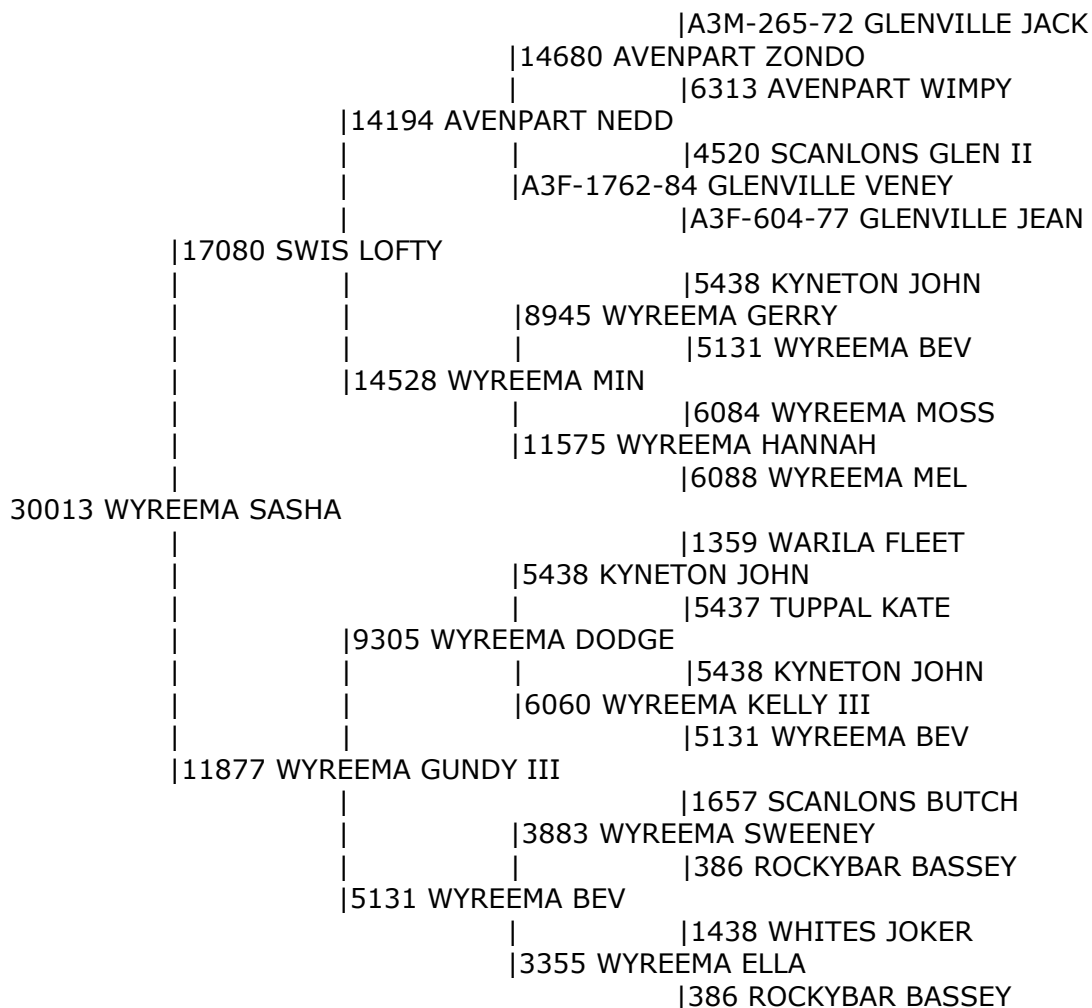 |A3M-265-72 GLENVILLE JACK
|14680 AVENPART ZONDO
|6313 AVENPART WIMPY
|14194 AVENPART NEDD
|4520 SCANLONS GLEN II
|A3F-1762-84 GLENVILLE VENEY
|A3F-604-77 GLENVILLE JEAN
|17080 SWIS LOFTY
|5438 KYNETON JOHN
|8945 WYREEMA GERRY
|5131 WYREEMA BEV
|14528 WYREEMA MIN
|6084 WYREEMA MOSS
|11575 WYREEMA HANNAH
|6088 WYREEMA MEL
30013 WYREEMA SASHA
|1359 WARILA FLEET
|5438 KYNETON JOHN
|5437 TUPPAL KATE
|9305 WYREEMA DODGE
|5438 KYNETON JOHN
|6060 WYREEMA KELLY III
|5131 WYREEMA BEV
|11877 WYREEMA GUNDY III
|1657 SCANLONS BUTCH
|3883 WYREEMA SWEENEY
|386 ROCKYBAR BASSEY
|5131 WYREEMA BEV
|1438 WHITES JOKER
|3355 WYREEMA ELLA
|386 ROCKYBAR BASSEY